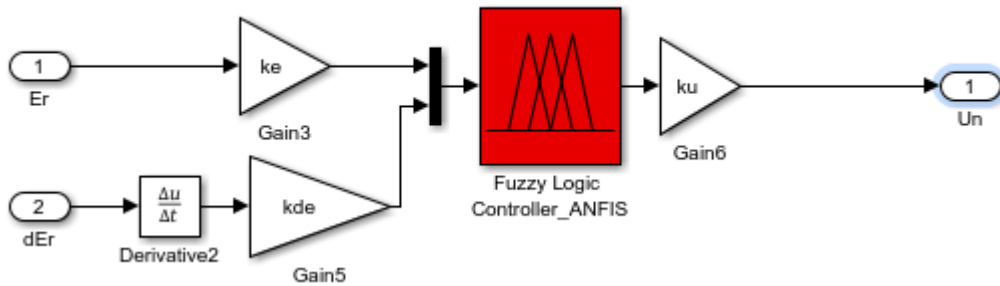 1
Er
ke
Gain3
2
dEr
Δu
Δt
Derivative2
kde
Gain5
Fuzzy Logic
Controller_ANFIS
ku
Gain6
1
Un